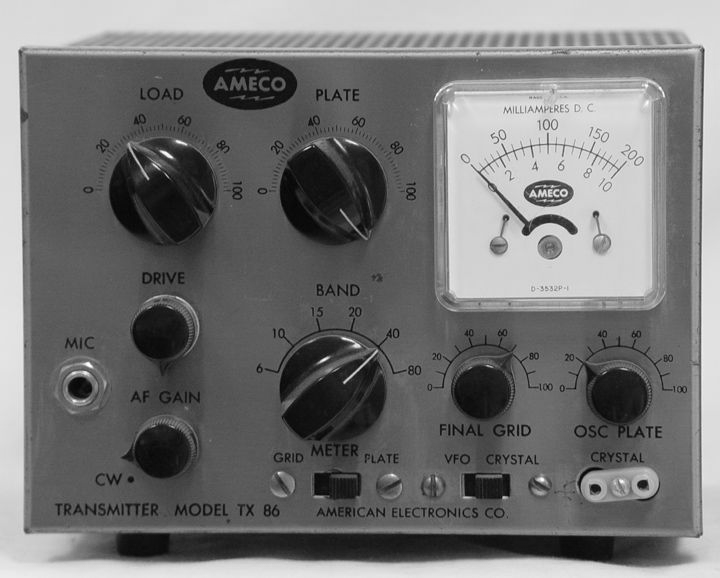 LOAD
AMECO
PLATE
0 20 40 60 80 100
0 20 40 60 80 100
MILLIAMPERES D. C.
0 50 100 150 200
2 4 6 8 10
AMECO
D-3532P-1
DRIVE
BAND
6 10 15 20 40 80
MIC
AF GAIN
0 20 40 60 80 100
0 20 40 60 80 100
FINAL GRID
OSC PLATE
METER
GRID PLATE
VFO CRYSTAL
CRYSTAL
CW
TRANSMITTER MODEL TX 86
AMERICAN ELECTRONICS CO.